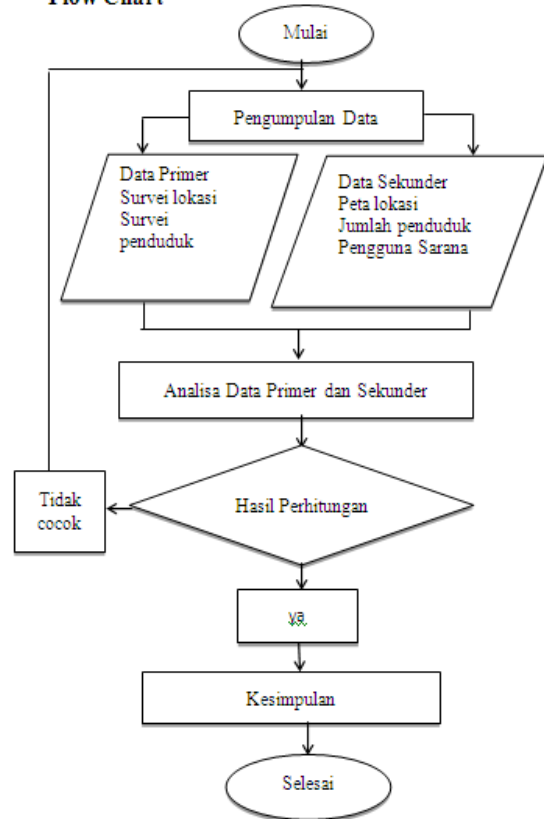 Flow Chart
Mulai
Pengumpulan Data
Data Primer
Survei lokasi
Survei
penduduk
Data Sekunder
Peta lokasi
Jumlah penduduk
Pengguna Sarana
Analisa Data Primer dan Sekunder
Hasil Perhitungan
Tidak
cocok
ya
Kesimpulan
Selesai